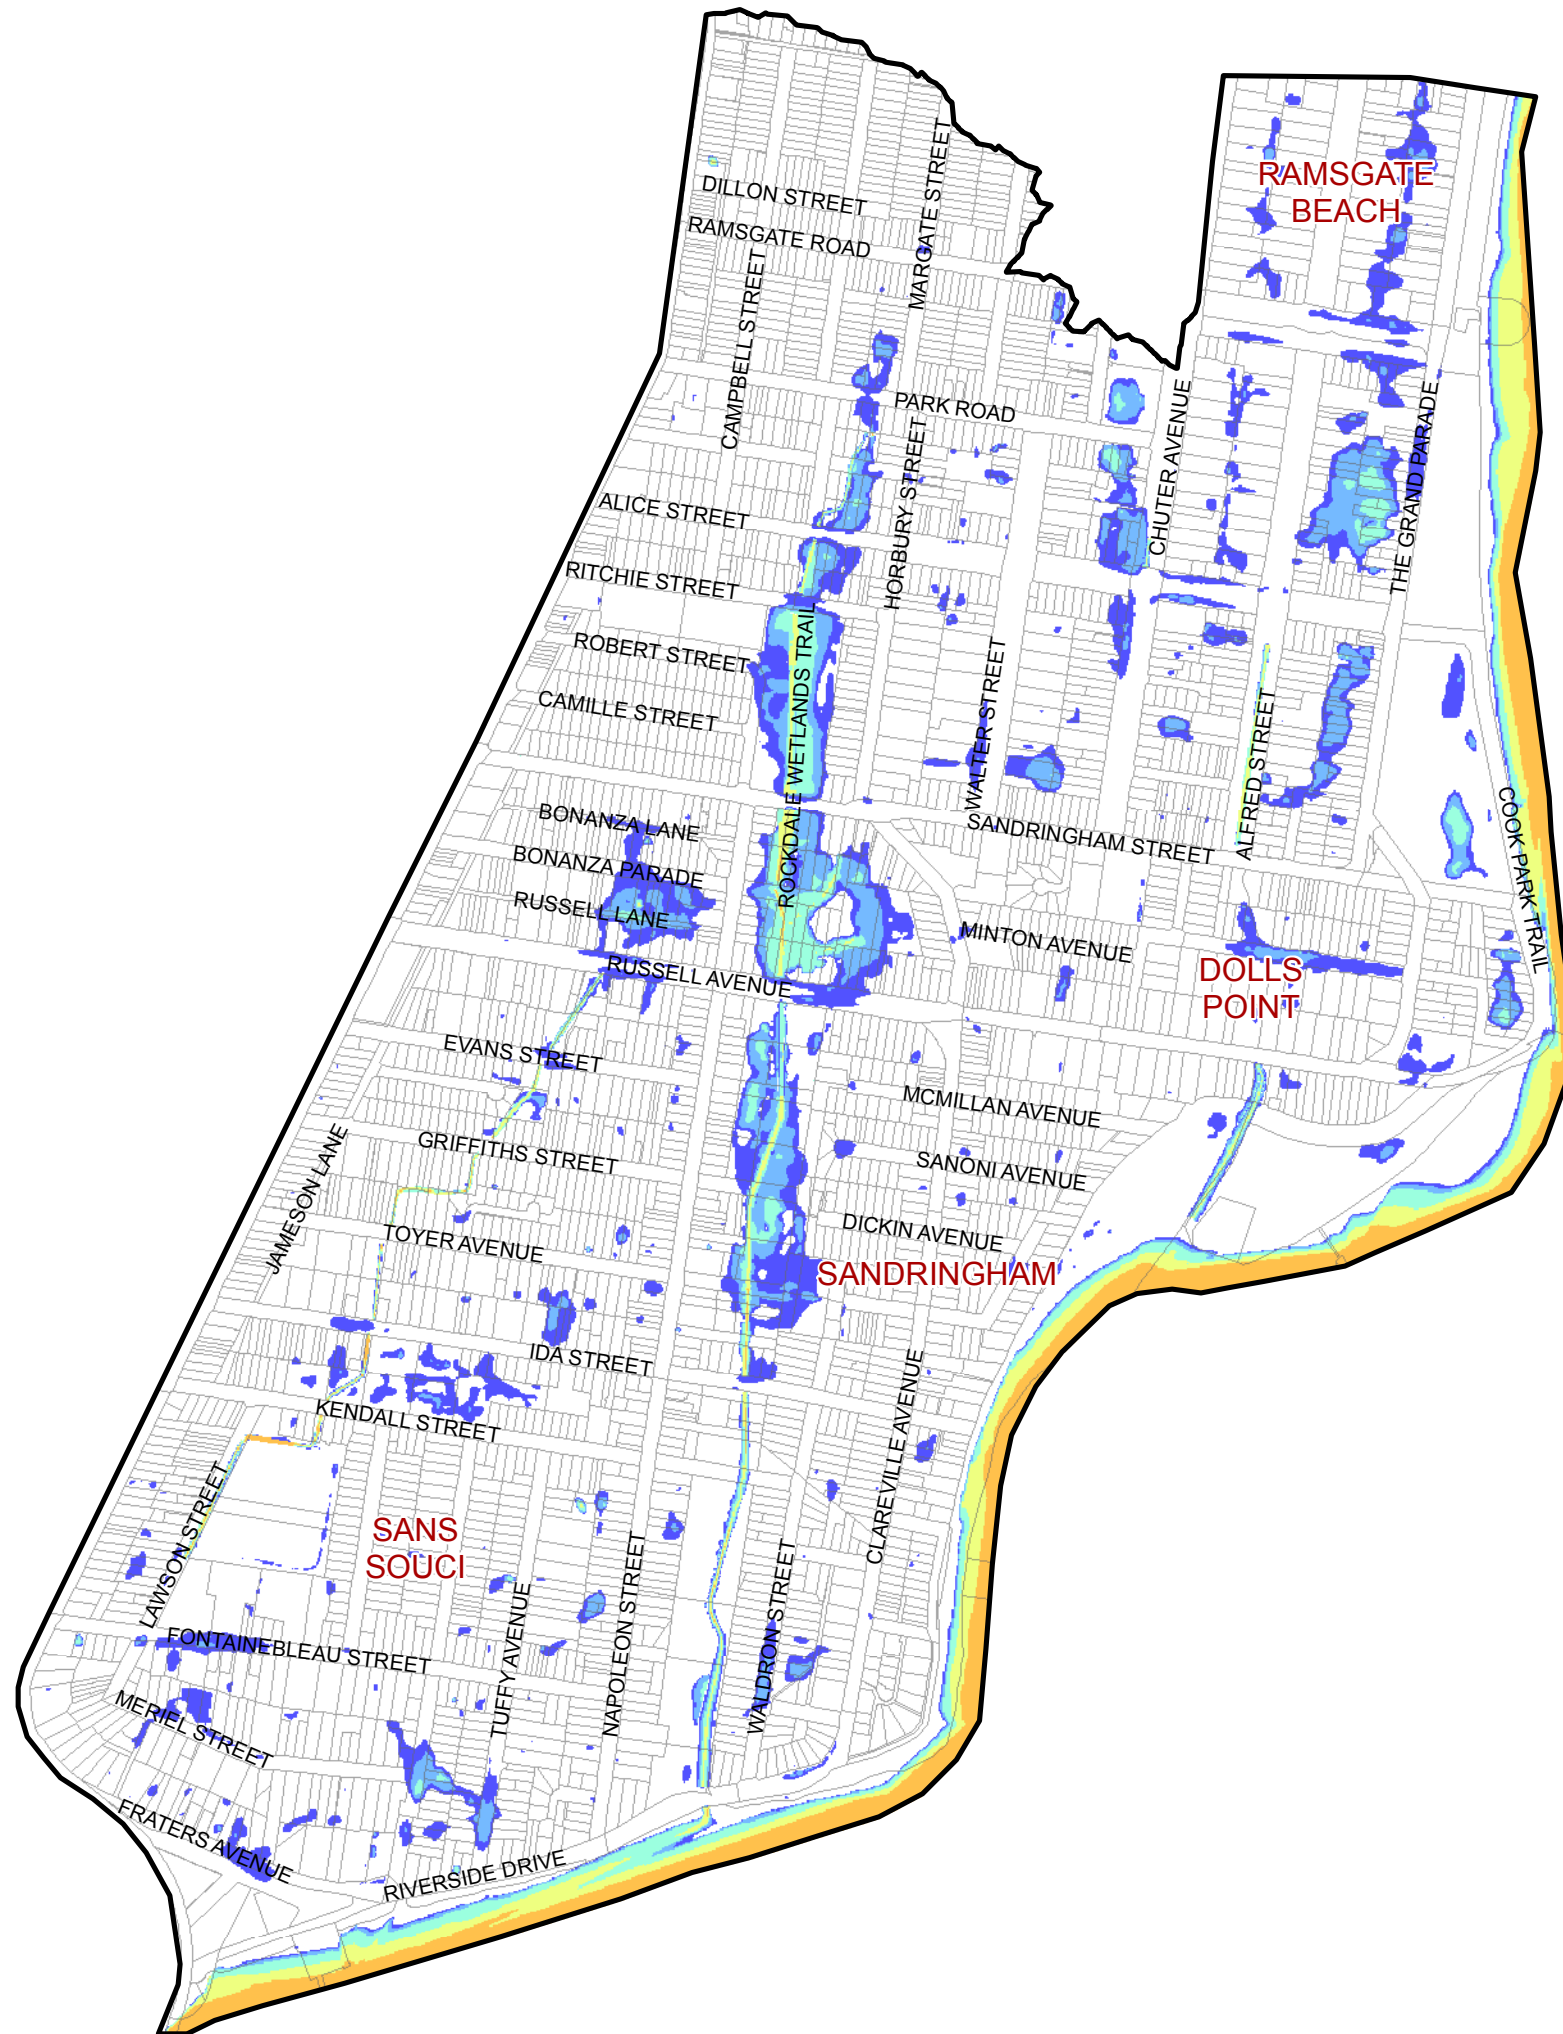 RAMSGATE
BEACH
MARGATE STREET
DILLON STREET
RAMSGATE ROAD
CAMPBELL STREET
PARK ROAD
CHUTER AVENUE
THE GRAND PARADE
HORBURY STREET
ALICE STREET
RITCHIE STREET
ROBERT STREET
CAMILLE STREET
ROCKDALE WETLANDS TRAIL
WALTER STREET
ALFRED STREET
COOK PARK TRAIL
BONANZA LANE
SANDRINGHAM STREET
BONANZA PARADE
RUSSELL LANE
MINTON AVENUE
RUSSELL AVENUE
DOLLS
POINT
EVANS STREET
MCMILLAN AVENUE
GRIFFITHS STREET
SANONI AVENUE
JAMESON LANE
DICKIN AVENUE
TOYER AVENUE
SANDRINGHAM
IDA STREET
CLAREVILLE AVENUE
KENDALL STREET
LAWSON STREET
SANS
SOUCI
NAPOLEON STREET
WALDRON STREET
TUFFY AVENUE
FONTAINEBLEAU STREET
MERIEL STREET
FRATERS AVENUE
RIVERSIDE DRIVE